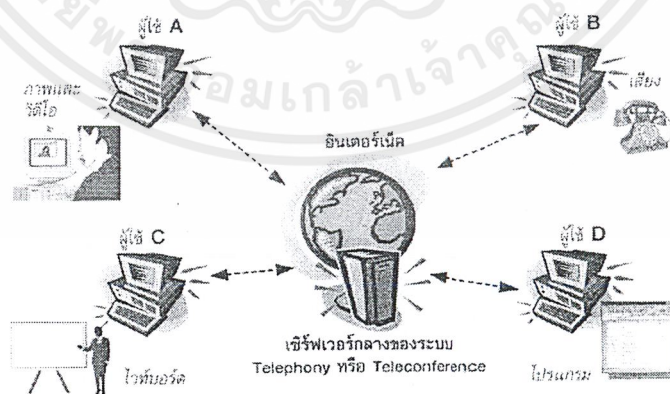 ผู้ใช้ A
ผู้ใช้ B
ภาพและ
วิดีโอ
เสียง
อินเตอร์เน็ต
ผู้ใช้ C
ผู้ใช้ D
เซิร์ฟเวอร์กลางของระบบ
Telephony หรือ Teleconference
ไวท์บอร์ด
โปรแกรม